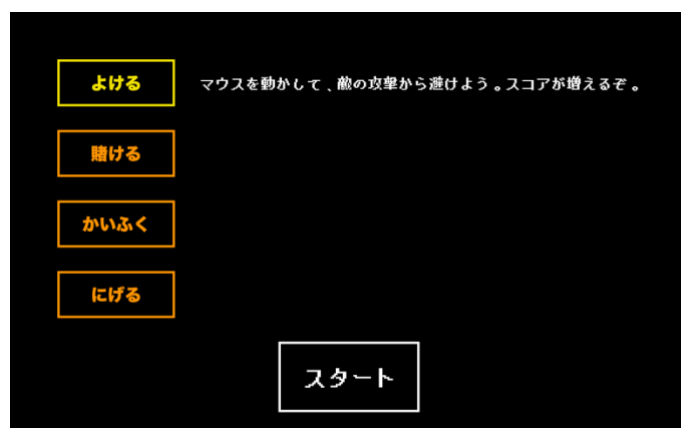 よける
マウスを動かして、敵の攻撃から避けよう。スコアが増えるぞ。
賭ける
かいふく
にげる
スタート